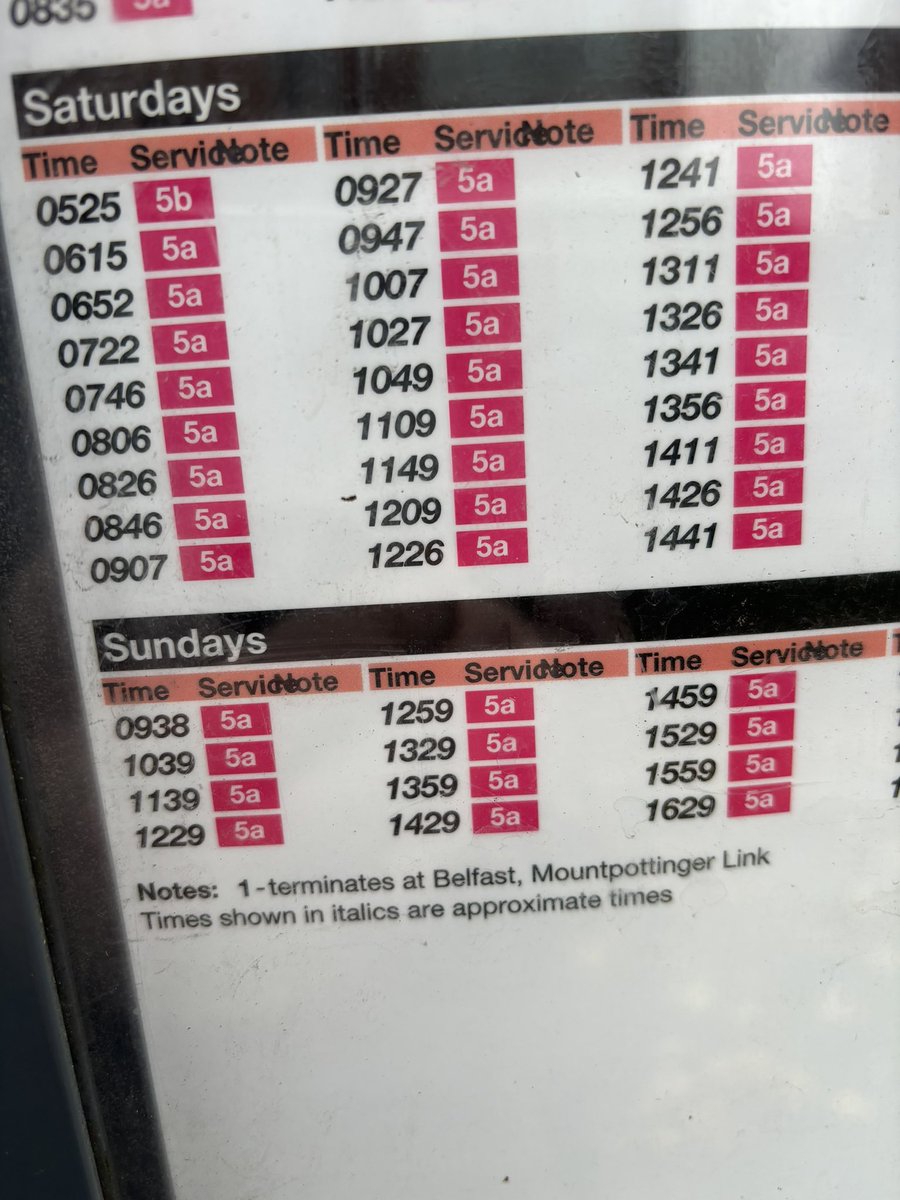 0835 5a
Saturdays
Time Service Note Time Service Note Time Service Note
0525 5b 0927 5a 1241 5a
0615 5a 0947 5a 1256 5a
0652 5a 1007 5a 1311 5a
0722 5a 1027 5a 1326 5a
0746 5a 1049 5a 1341 5a
0806 5a 1109 5a 1356 5a
0826 5a 1149 5a 1411 5a
0846 5a 1209 5a 1426 5a
0907 5a 1226 5a 1441 5a
Sundays
Time Service Note Time Service Note Time Service Note
0938 5a 1259 5a 1459 5a
1039 5a 1329 5a 1529 5a
1139 5a 1359 5a 1559 5a
1229 5a 1429 5a 1629 5a
Notes: 1-terminates at Belfast, Mountpottinger Link
Times shown in italics are approximate times